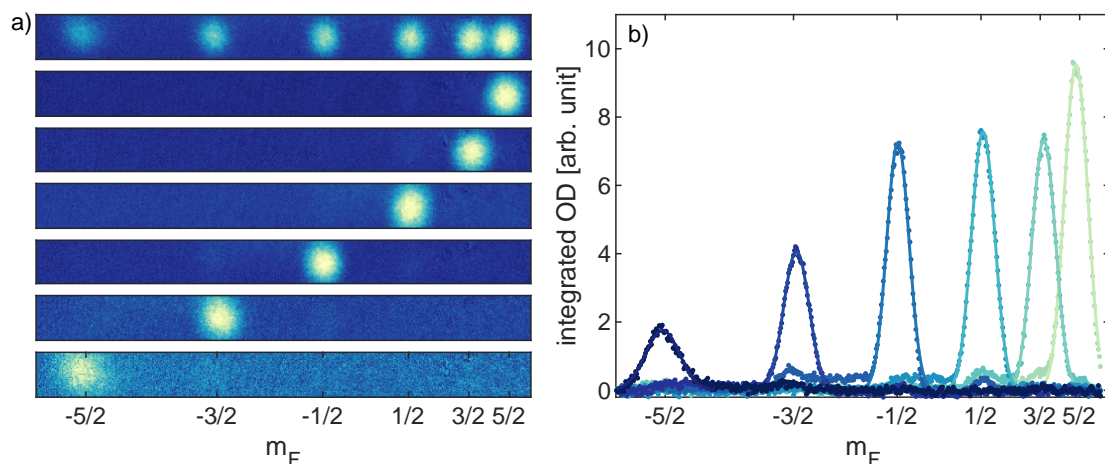 a)
-5/2 -3/2 -1/2 1/2 3/2 5/2
m_F
b)
integrated OD [arb. unit]
10
8
6
4
2
0
-5/2 -3/2 -1/2 1/2 3/2 5/2
m_F